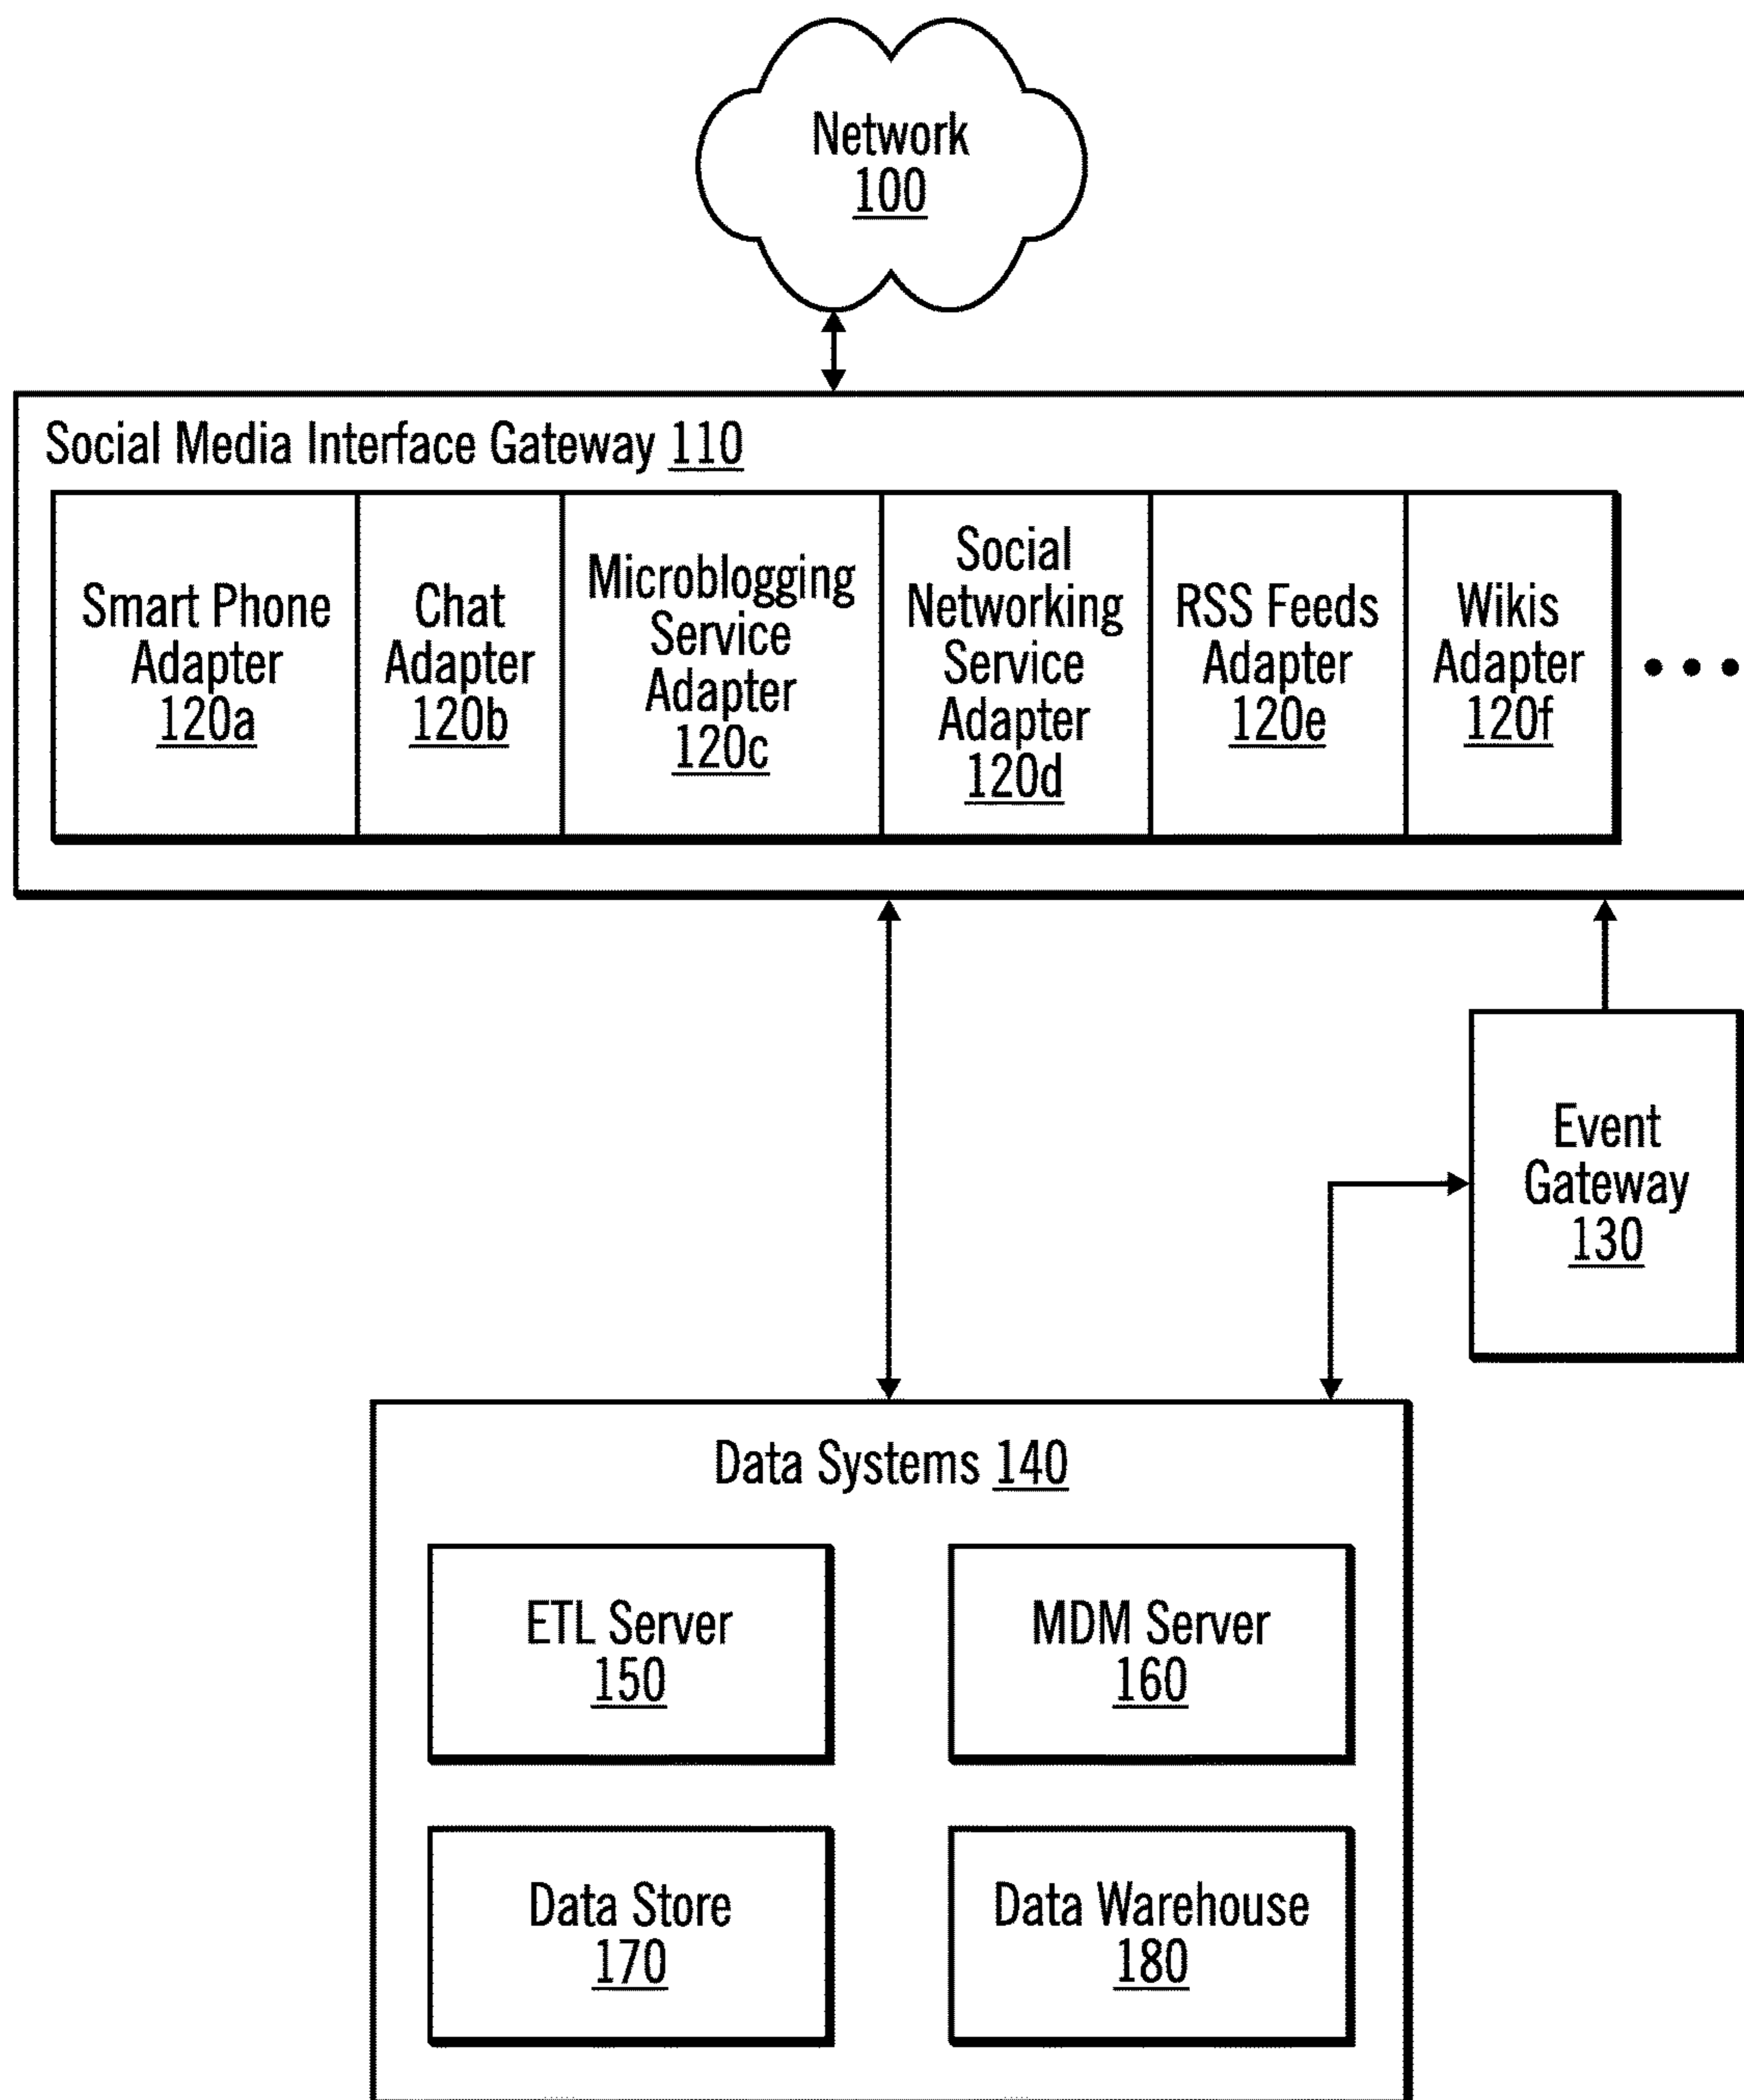 Network
100
Social Media Interface Gateway 110
Smart Phone
Adapter
120a
Chat
Adapter
120b
Microblogging
Service
Adapter
120c
Social
Networking
Service
Adapter
120d
RSS Feeds
Adapter
120e
Wikis
Adapter
120f
Event
Gateway
130
Data Systems 140
ETL Server
150
MDM Server
160
Data Store
170
Data Warehouse
180